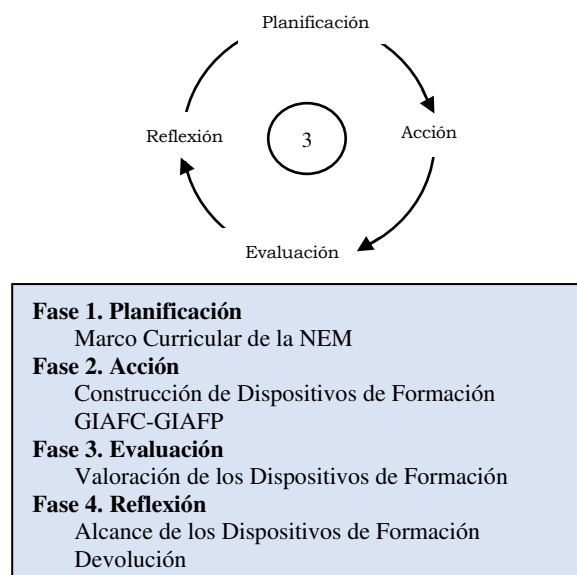 Planificación
Reflexión
3
Acción
Evaluación
Fase 1. Planificación
Marco Curricular de la NEM
Fase 2. Acción
Construcción de Dispositivos de Formación
GIAFC-GIAFP
Fase 3. Evaluación
Valoración de los Dispositivos de Formación
Fase 4. Reflexión
Alcance de los Dispositivos de Formación
Devolución